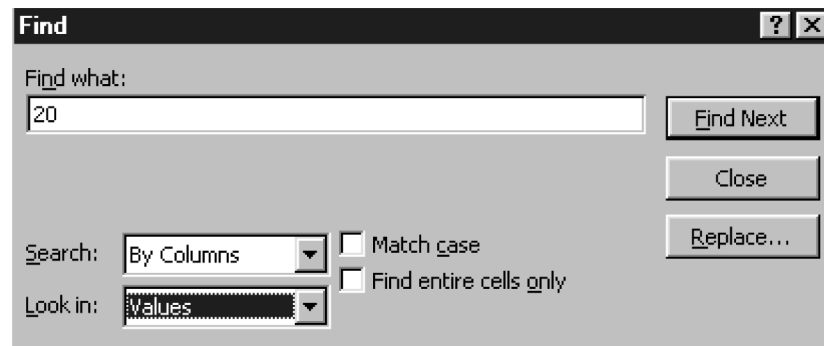 Find
Find what:
20
Find Next
Close
Replace...
Search: By Columns
Match case
Find entire cells only
Look in: Values